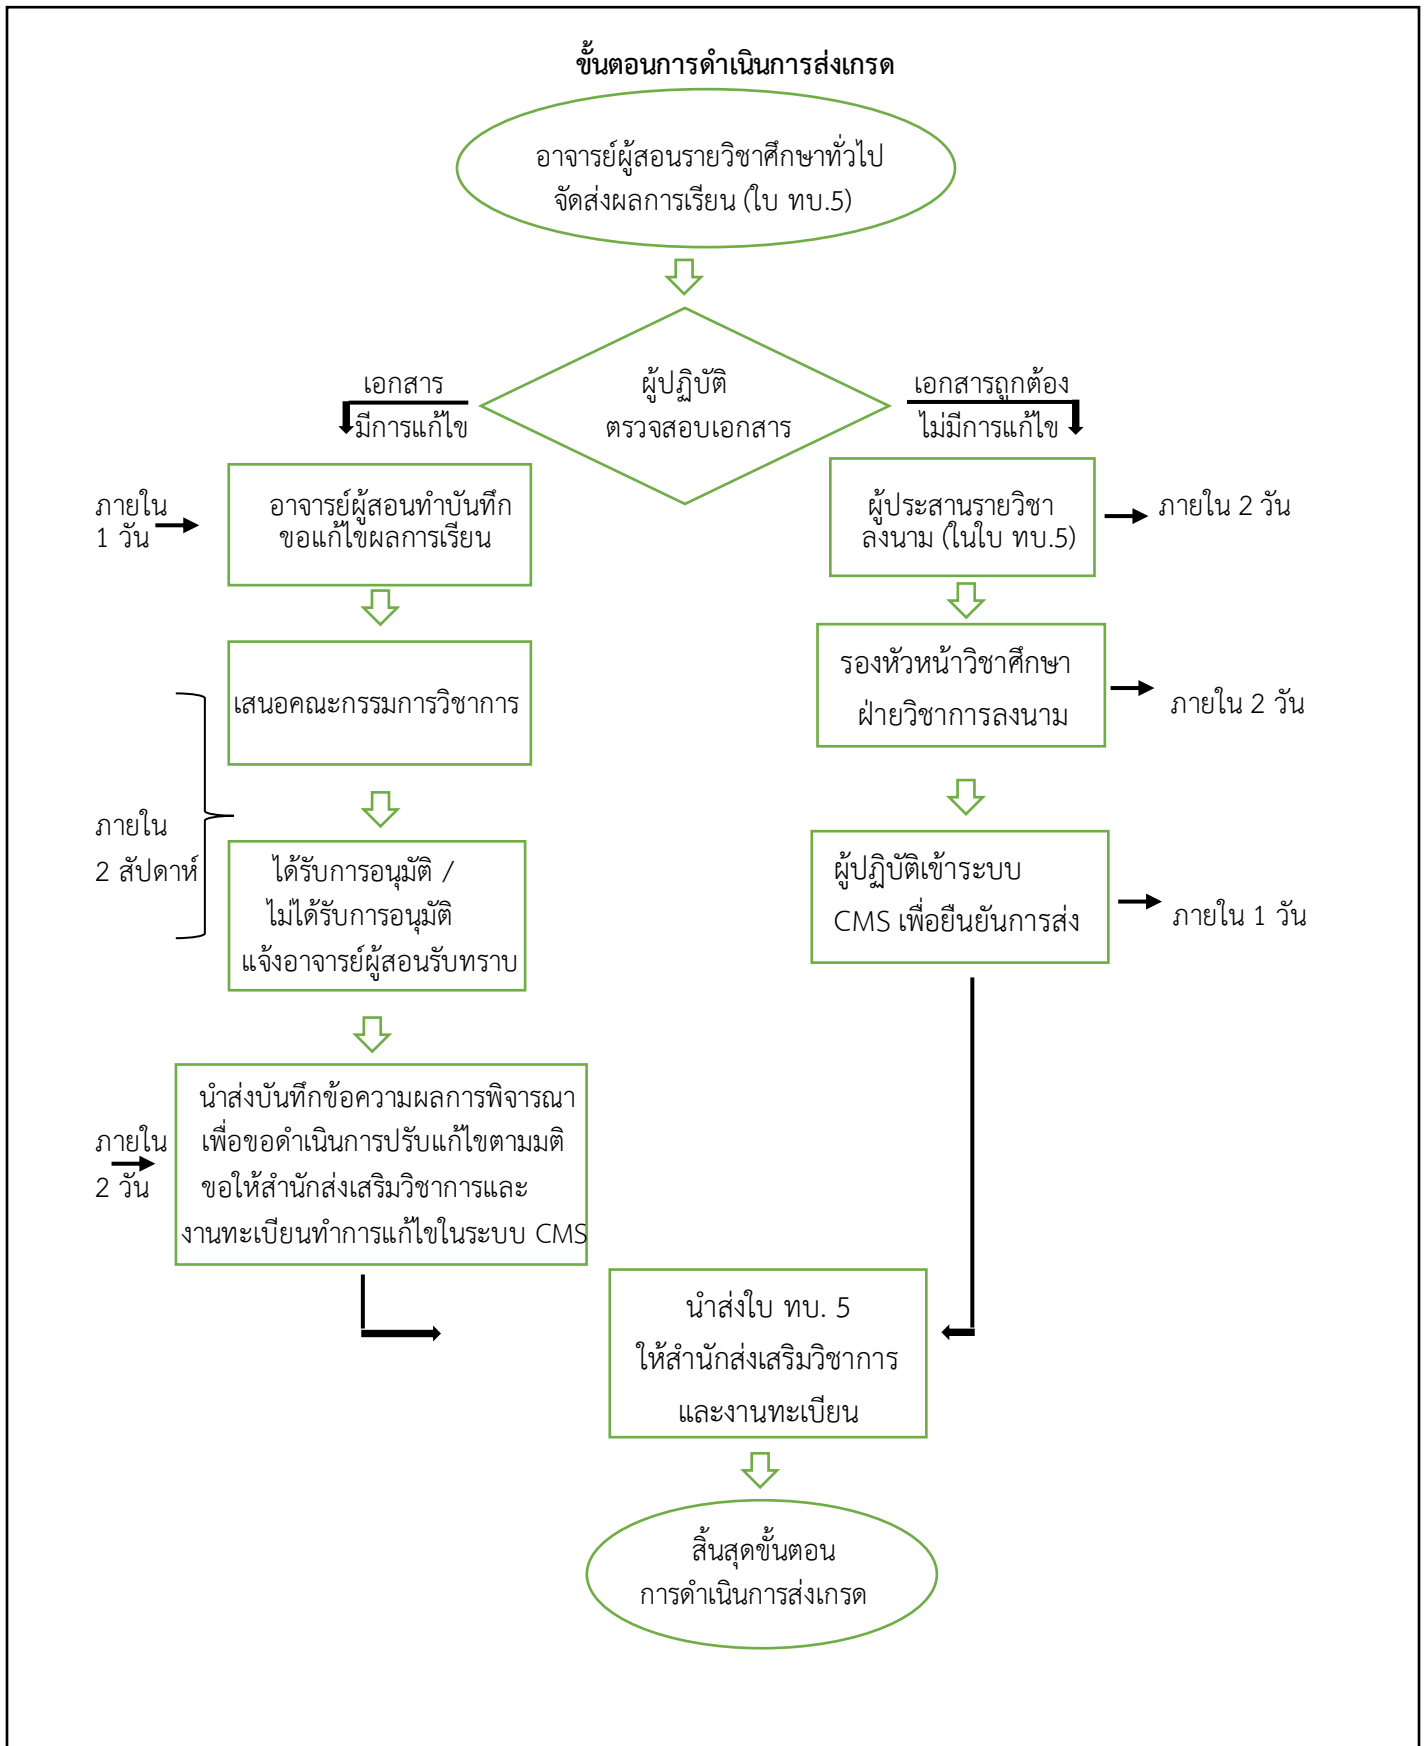 ขั้นตอนการดำเนินการส่งเกรด
อาจารย์ผู้สอนรายวิชาศึกษาทั่วไป
จัดส่งผลการเรียน (ใบ ทบ.5)
ผู้ปฏิบัติ
ตรวจสอบเอกสาร
เอกสาร
มีการแก้ไข
เอกสารถูกต้อง
ไม่มีการแก้ไข
ภายใน
1 วัน
อาจารย์ผู้สอนทำบันทึก
ขอแก้ไขผลการเรียน
ผู้ประสานรายวิชา
ลงนาม (ในใบ ทบ.5)
ภายใน 2 วัน
เสนอคณะกรรมการวิชาการ
รองหัวหน้าวิชาศึกษา
ฝ่ายวิชาการลงนาม
ภายใน 2 วัน
ภายใน
2 สัปดาห์
ได้รับการอนุมัติ /
ไม่ได้รับการอนุมัติ
แจ้งอาจารย์ผู้สอนรับทราบ
ผู้ปฏิบัติเข้าระบบ
CMS เพื่อยืนยันการส่ง
ภายใน 1 วัน
ภายใน
2 วัน
นำส่งบันทึกข้อความผลการพิจารณา
เพื่อขอดำเนินการปรับแก้ไขตามมติ
ขอให้สำนักส่งเสริมวิชาการและ
งานทะเบียนทำการแก้ไขในระบบ CMS
นำส่งใบ ทบ. 5
ให้สำนักส่งเสริมวิชาการ
และงานทะเบียน
สิ้นสุดขั้นตอน
การดำเนินการส่งเกรด